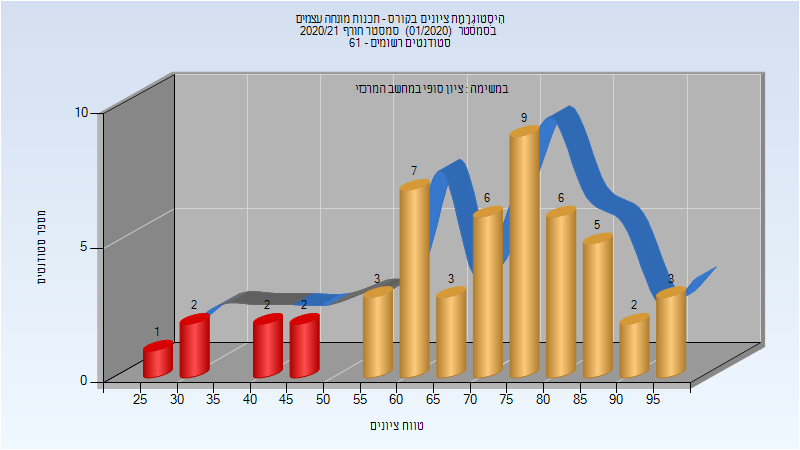 היסטוגרמת ציונים בקורס - תכנות מונחה עצמים
בסמסטר (01/2020) סמסטר חורף 2020/21
סטודנטים רשומים - 61
במשימה : ציון סופי במחשב המרכזי
מספר סטודנטים
10
5
0
1
2
2
2
3
7
3
6
9
6
5
2
3
25 30 35 40 45 50 55 60 65 70 75 80 85 90 95
טווח ציונים